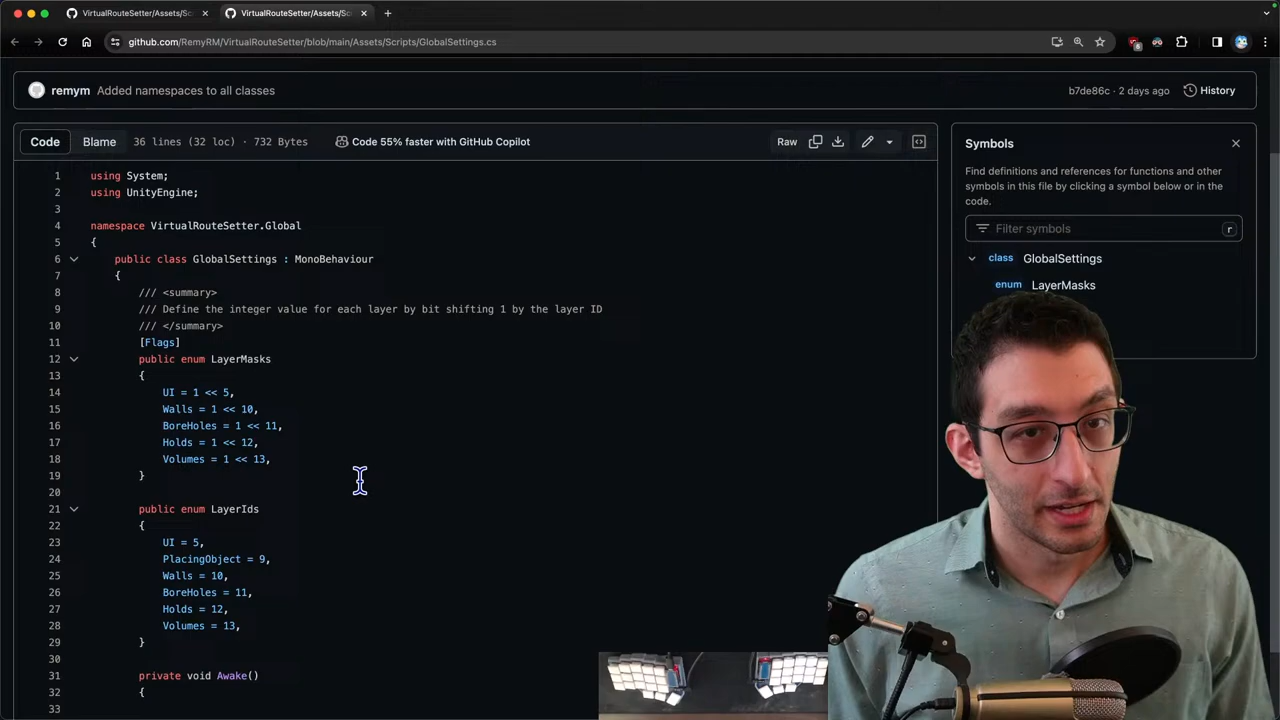 VirtualRouteSetter/Assets/Sc
VirtualRouteSetter/Assets/Sc
github.com/RemyRM/VirtualRouteSetter/blob/main/Assets/Scripts/GlobalSettings.cs
remym Added namespaces to all classes
b7de86c · 2 days ago History
Code Blame 36 lines (32 loc) · 732 Bytes Code 55% faster with GitHub Copilot Raw
1 using System;
2 using UnityEngine;
3
4 namespace VirtualRouteSetter.Global
5 {
6 public class GlobalSettings : MonoBehaviour
7 {
8 /// <summary>
9 /// Define the integer value for each layer by bit shifting 1 by the layer ID
10 /// </summary>
11 [Flags]
12 public enum LayerMasks
13 {
14 UI = 1 << 5,
15 Walls = 1 << 10,
16 BoreHoles = 1 << 11,
17 Holds = 1 << 12,
18 Volumes = 1 << 13,
19 }
20
21 public enum LayerIds
22 {
23 UI = 5,
24 PlacingObject = 9,
25 Walls = 10,
26 BoreHoles = 11,
27 Holds = 12,
28 Volumes = 13,
29 }
30
31 private void Awake()
32 {
33
Symbols
Find definitions and references for functions and other
symbols in this file by clicking a symbol below or in the
code.
Filter symbols r
class GlobalSettings
enum LayerMasks